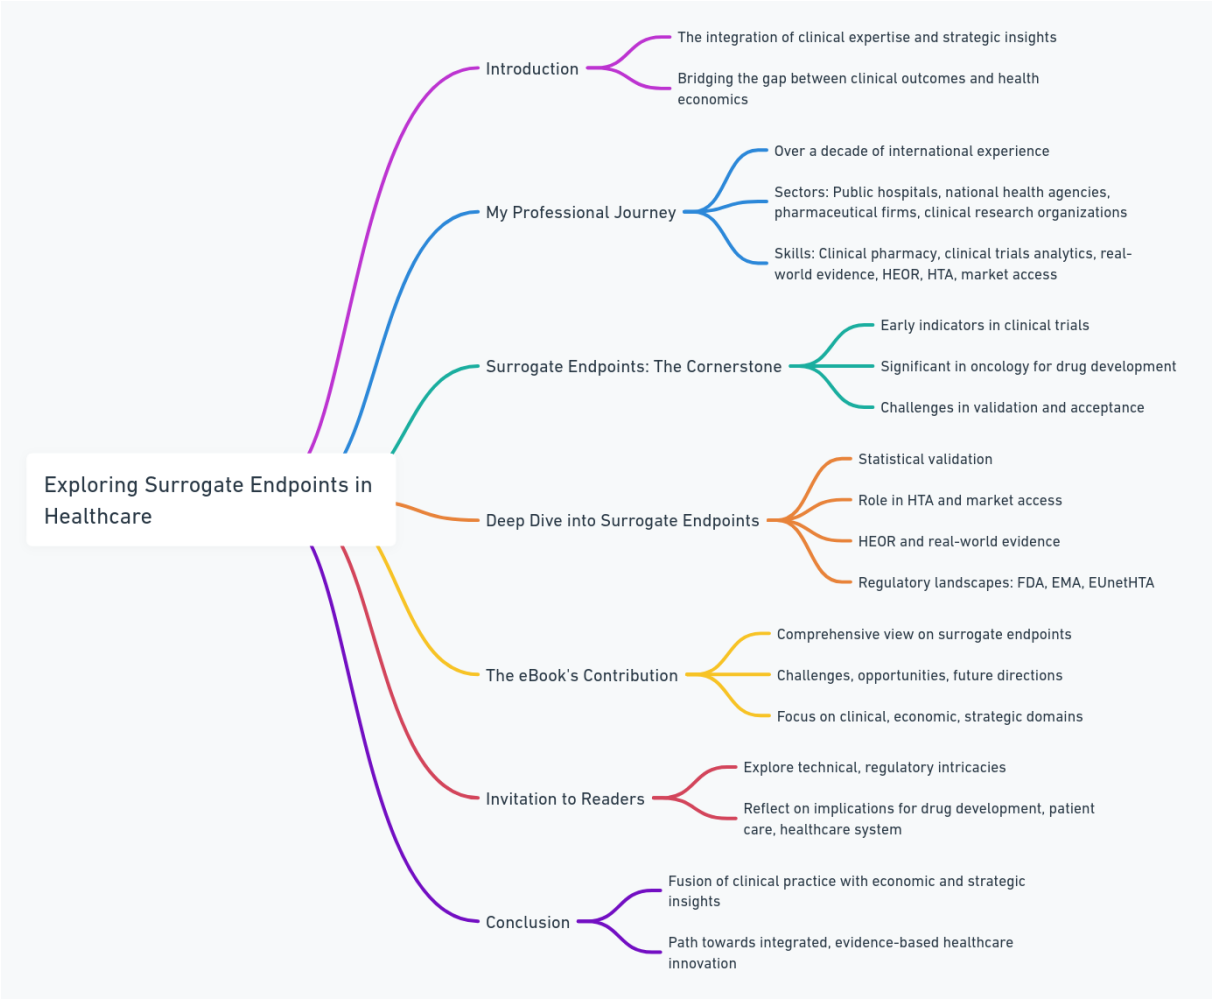 The integration of clinical expertise and strategic insights
Introduction
Bridging the gap between clinical outcomes and health
economics
Over a decade of international experience
Sectors: Public hospitals, national health agencies,
pharmaceutical firms, clinical research organizations
My Professional Journey
Skills: Clinical pharmacy, clinical trials analytics, real-
world evidence, HEOR, HTA, market access
Early indicators in clinical trials
Surrogate Endpoints: The Cornerstone
Significant in oncology for drug development
Challenges in validation and acceptance
Exploring Surrogate Endpoints in
Healthcare
Statistical validation
Role in HTA and market access
Deep Dive into Surrogate Endpoints
HEOR and real-world evidence
Regulatory landscapes: FDA, EMA, EUnetHTA
Comprehensive view on surrogate endpoints
The eBook's Contribution
Challenges, opportunities, future directions
Focus on clinical, economic, strategic domains
Explore technical, regulatory intricacies
Invitation to Readers
Reflect on implications for drug development, patient
care, healthcare system
Fusion of clinical practice with economic and strategic
insights
Conclusion
Path towards integrated, evidence-based healthcare
innovation